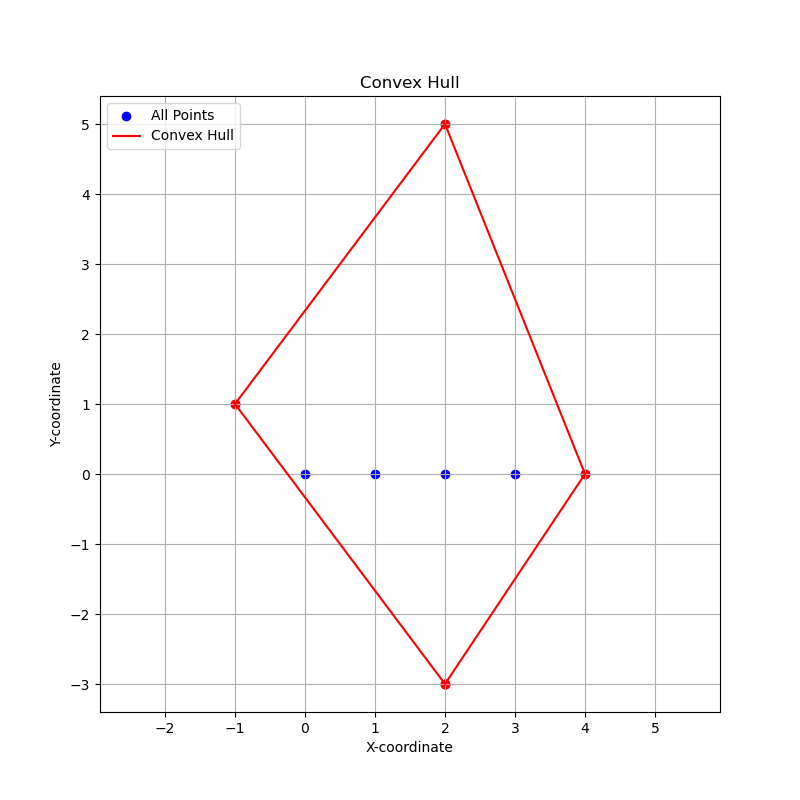 Convex Hull
All Points
Convex Hull
5
4
3
2
1
0
−1
−2
−3
Y-coordinate
−2 −1 0 1 2 3 4 5
X-coordinate